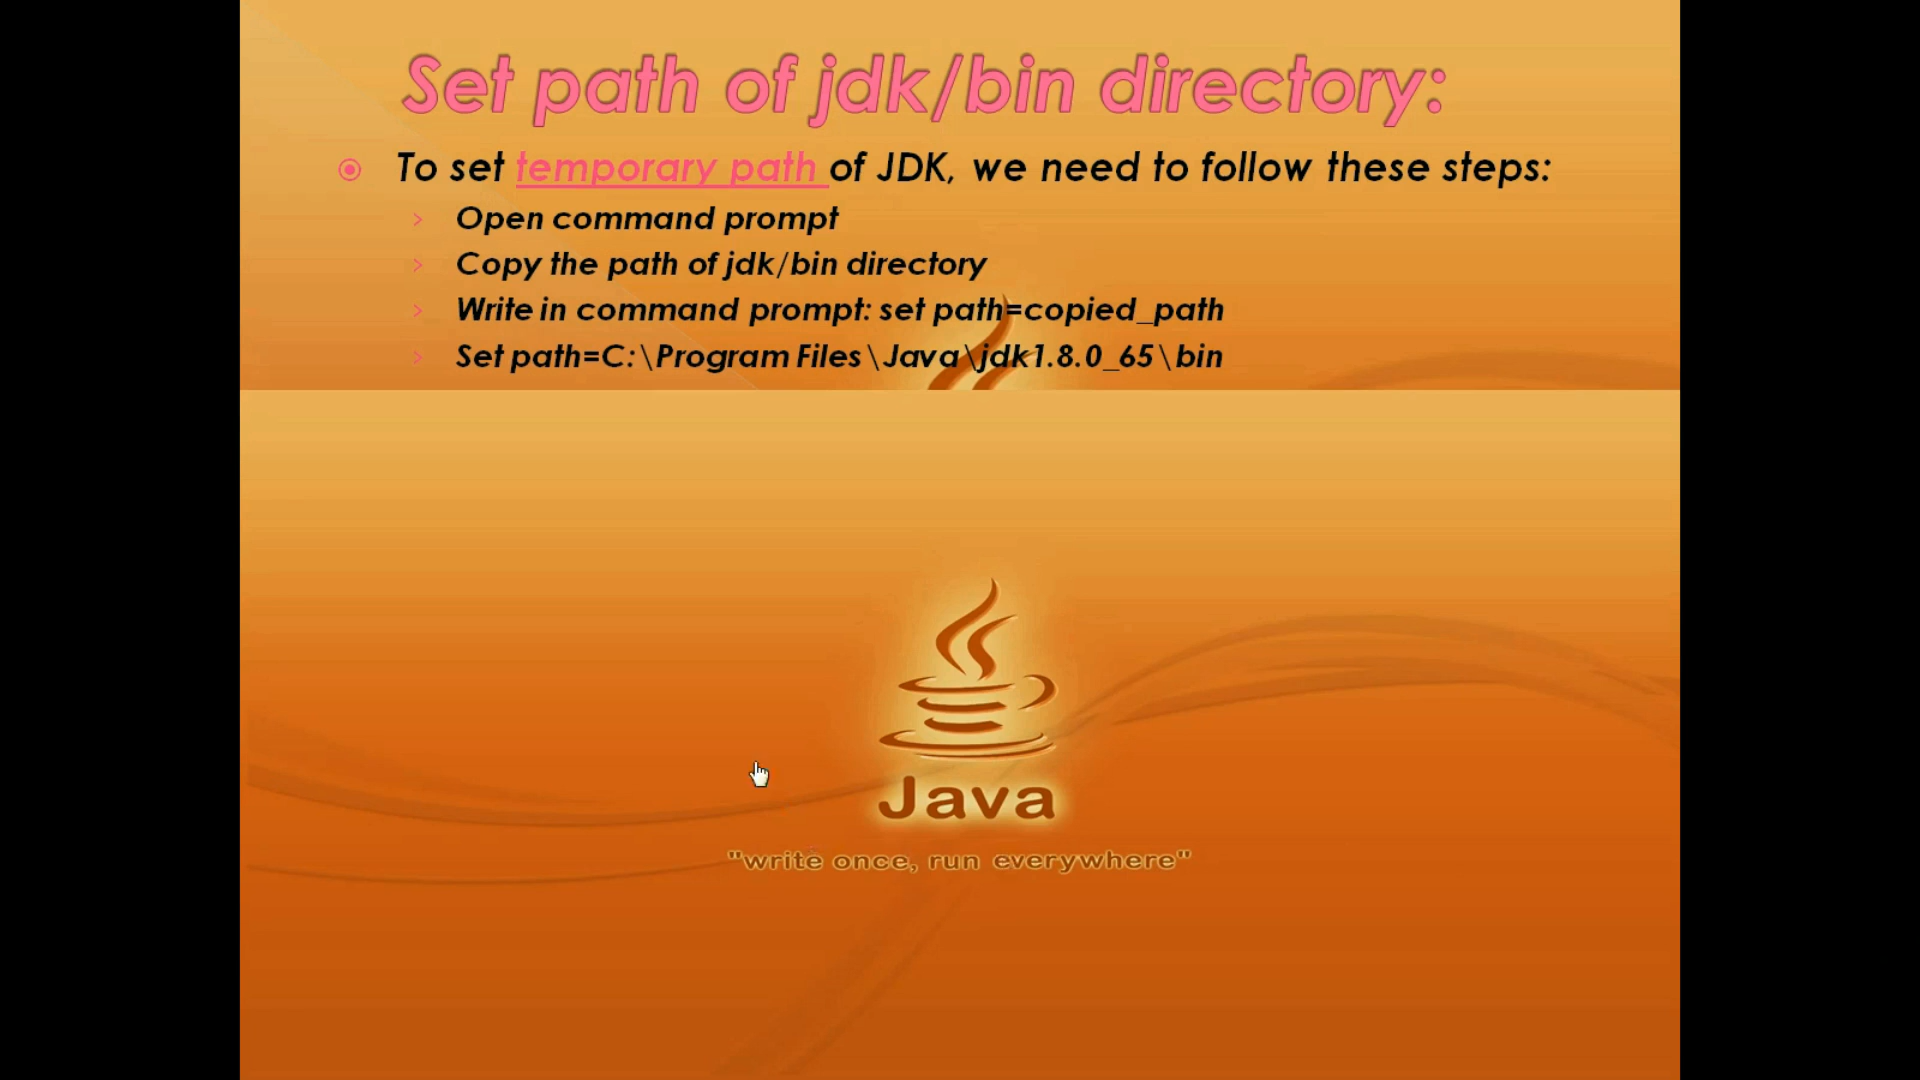 Set path of jdk/bin directory:
To set temporary path of JDK, we need to follow these steps:
Open command prompt
Copy the path of jdk/bin directory
Write in command prompt: set path=copied_path
Set path=C:\Program Files\Java\jdk1.8.0_65\bin
Java
"write once, run everywhere"